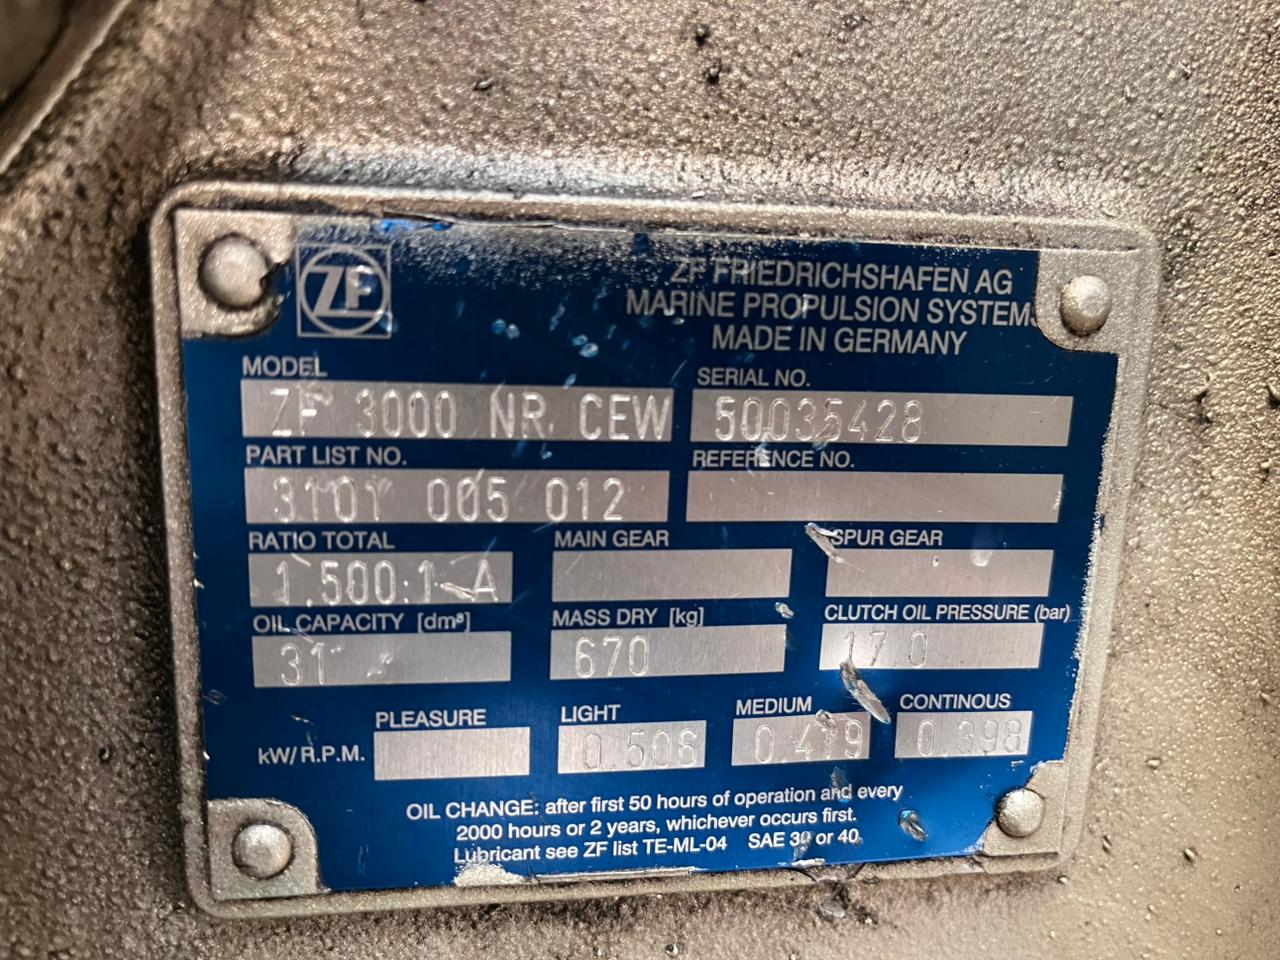 ZF
ZF FRIEDRICHSHAFEN AG
MARINE PROPULSION SYSTEMS
MADE IN GERMANY
MODEL
ZF 3000 NR. CEW
SERIAL NO.
50035428
PART LIST NO.
3101 005 012
REFERENCE NO.
RATIO TOTAL
1.500:1 A
MAIN GEAR
SPUR GEAR
OIL CAPACITY [dm³]
31
MASS DRY [kg]
670
CLUTCH OIL PRESSURE (bar)
17.0
kW/R.P.M.
PLEASURE
LIGHT
0.506
MEDIUM
0.419
CONTINOUS
0.398
OIL CHANGE: after first 50 hours of operation and every
2000 hours or 2 years, whichever occurs first.
Lubricant see ZF list TE-ML-04 SAE 30 or 40